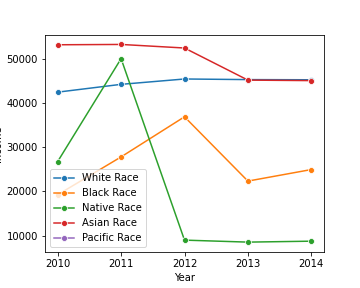 50000
40000
30000
20000
10000
White Race
Black Race
Native Race
Asian Race
Pacific Race
2010 2011 2012 2013 2014
Year